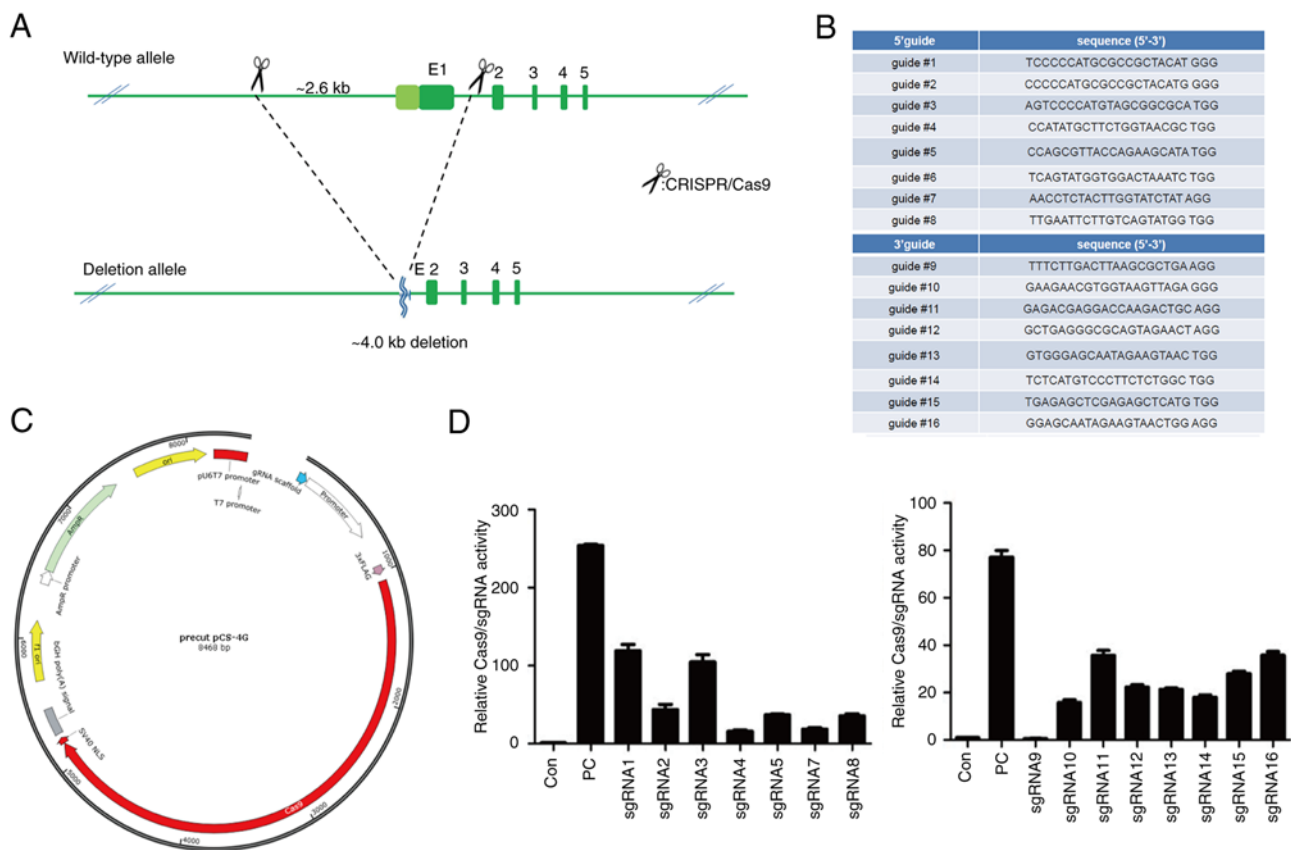 A
Wild-type allele
E1
2
3
4
5
~2.6 kb
:CRISPR/Cas9
Deletion allele
E 2
3
4
5
~4.0 kb deletion
B
5'guide sequence (5'-3')
guide #1 TCCCCCATGCGCCGCTACAT GGG
guide #2 CCCCCATGCGCCGCTACATG GGG
guide #3 AGTCCCCATGTAGCGGCGCA TGG
guide #4 CCATATGCTTCTGGTAACGC TGG
guide #5 CCAGCGTTACCAGAAGCATA TGG
guide #6 TCAGTATGGTGGACTAAATC TGG
guide #7 AACCTCTACTTGGTATCTAT AGG
guide #8 TTGAATTCTTGTCAGTATGG TGG
3'guide sequence (5'-3')
guide #9 TTTCTTGACTTAAGCGCTGA AGG
guide #10 GAAGAACGTGGTAAGTTAGA GGG
guide #11 GAGACGAGGACCAAGACTGC AGG
guide #12 GCTGAGGGCGCAGTAGAACT AGG
guide #13 GTGGGAGCAATAGAAGTAAC TGG
guide #14 TCTCATGTCCCTTCTCTGGC TGG
guide #15 TGAGAGCTCGAGAGCTCATG TGG
guide #16 GGAGCAATAGAAGTAACTGG AGG
C
8000
ori
pU6T7 promoter
T7 promoter
gRNA scaffold
Promoter
1000
3xFLAG
7000
AmpR
AmpR promoter
6000
f1 ori
bGH poly(A) signal
SV40 NLS
5000
precut pCS-4G
8468 bp
2000
Cas9
3000
4000
D
Relative Cas9/sgRNA activity
300
200
100
0
Con
PC
sgRNA1
sgRNA2
sgRNA3
sgRNA4
sgRNA5
sgRNA7
sgRNA8
Relative Cas9/sgRNA activity
100
80
60
40
20
0
Con
PC
sgRNA9
sgRNA10
sgRNA11
sgRNA12
sgRNA13
sgRNA14
sgRNA15
sgRNA16